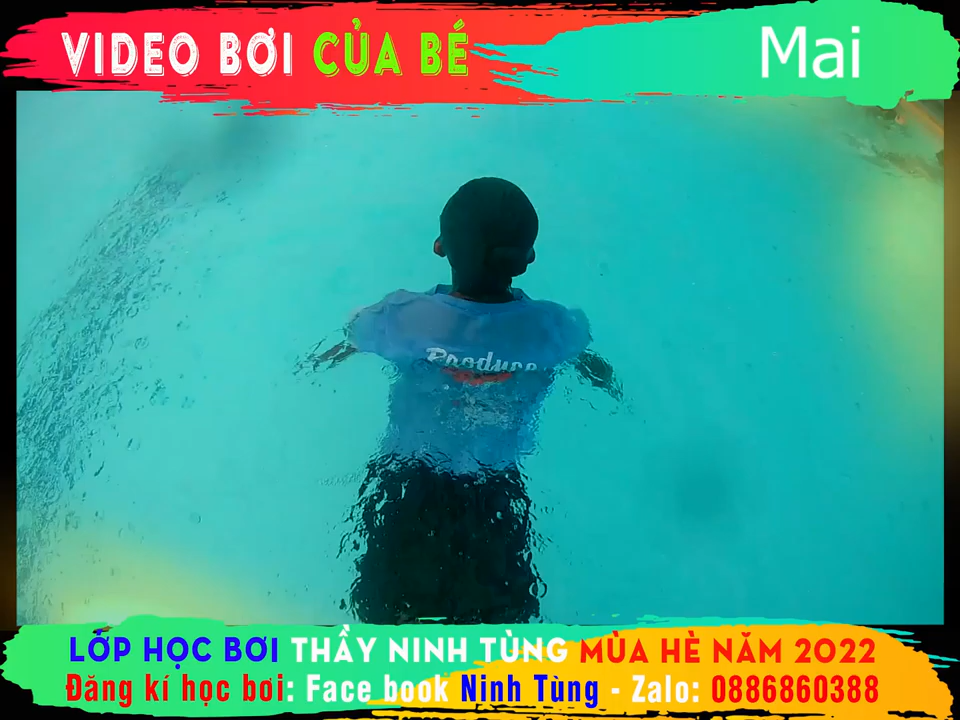 VIDEO BƠI CỦA BÉ
Mai
Produce
LỚP HỌC BƠI THẦY NINH TÙNG MÙA HÈ NĂM 2022
Đăng kí học bơi: Face book Ninh Tùng - Zalo: 0886860388